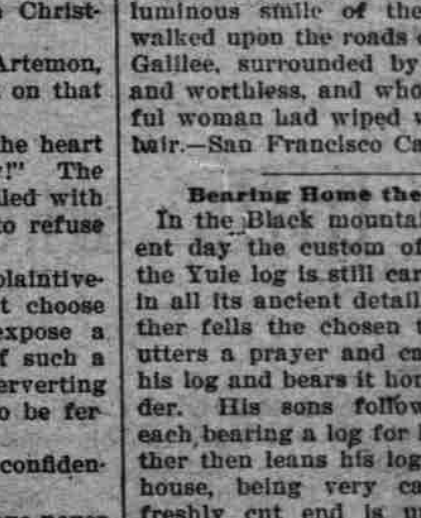 Christ-
Artemon,
on that
he heart
!" The
led with
to refuse
plaintive-
t choose
expose a
f such a
erverting
o be fer-
confiden-
luminous smile of the
walked upon the roads
Galilee, surrounded by
and worthless, and who
ful woman had wiped
hair.—San Francisco Ca
Bearing Home the
In the Black mountai
ent day the custom of
the Yule log is still car
in all its ancient detail
ther fells the chosen t
utters a prayer and ca
his log and bears it hor
der. His sons follow
each bearing a log for
ther then leans his log
house, being very ca
freshly cut end is u